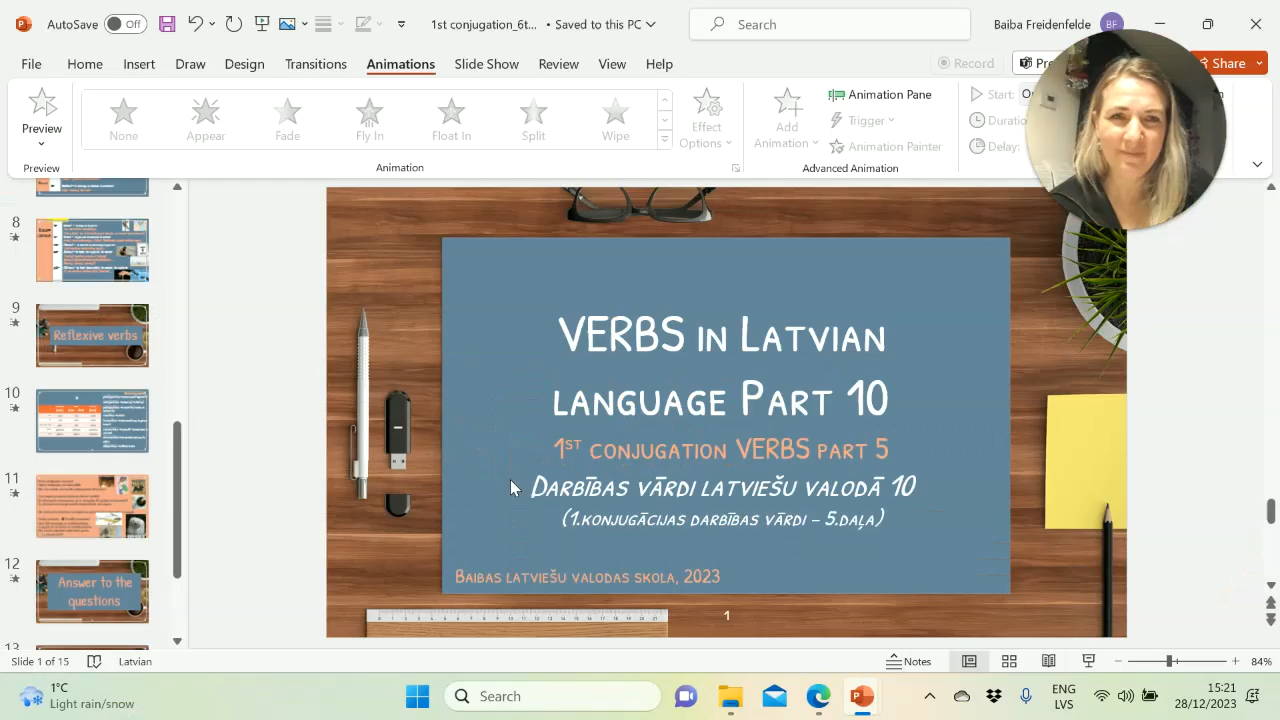 AutoSave Off
1st conjugation_6t... • Saved to this PC
Search
Baiba Freidenfelde BF
File Home Insert Draw Design Transitions Animations Slide Show Review View Help
Record
Share
Preview
None Appear Fade Fly In Float In Split Wipe
Effect Options
Add Animation
Animation Pane
Trigger
Animation Painter
Start:
Delay:
Preview
Animation
Advanced Animation
8
9
Reflexive verbs
10
11
12
Answer to the
questions
13
VERBS in Latvian
language Part 10
1st conjugation VERBS part 5
Darbības vārdi latviešu valodā 10
(1.konjugācijas darbības vārdi – 5.daļa)
Baibas latviešu valodas skola, 2023
1
Slide 1 of 15 Latvian
Notes
84%
1°C
Light rain/snow
Search
ENG
LVS
15:21
28/12/2023